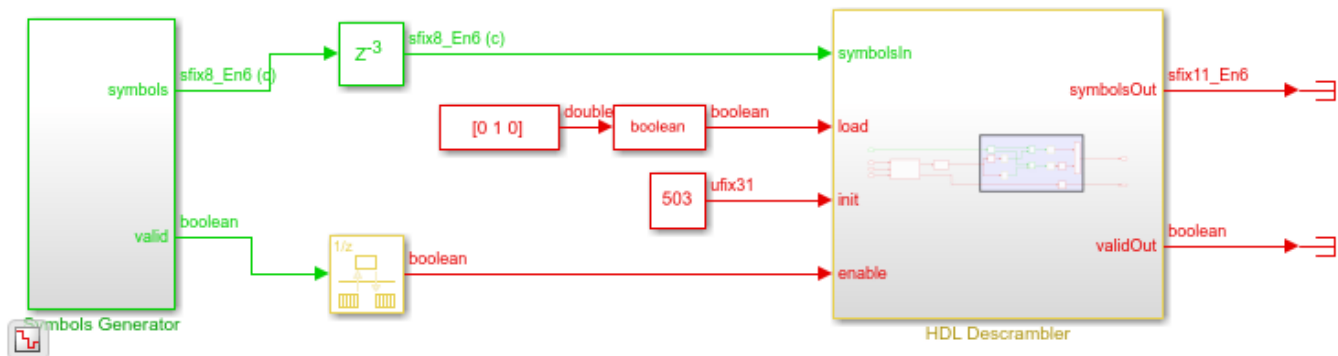 symbols
sfix8_En6 (c)
valid
boolean
Symbols Generator
z-3
sfix8_En6 (c)
[0 1 0]
double
boolean
boolean
503
ufix31
1/z
boolean
symbolsIn
load
init
enable
symbolsOut
validOut
HDL Descrambler
sfix11_En6
boolean